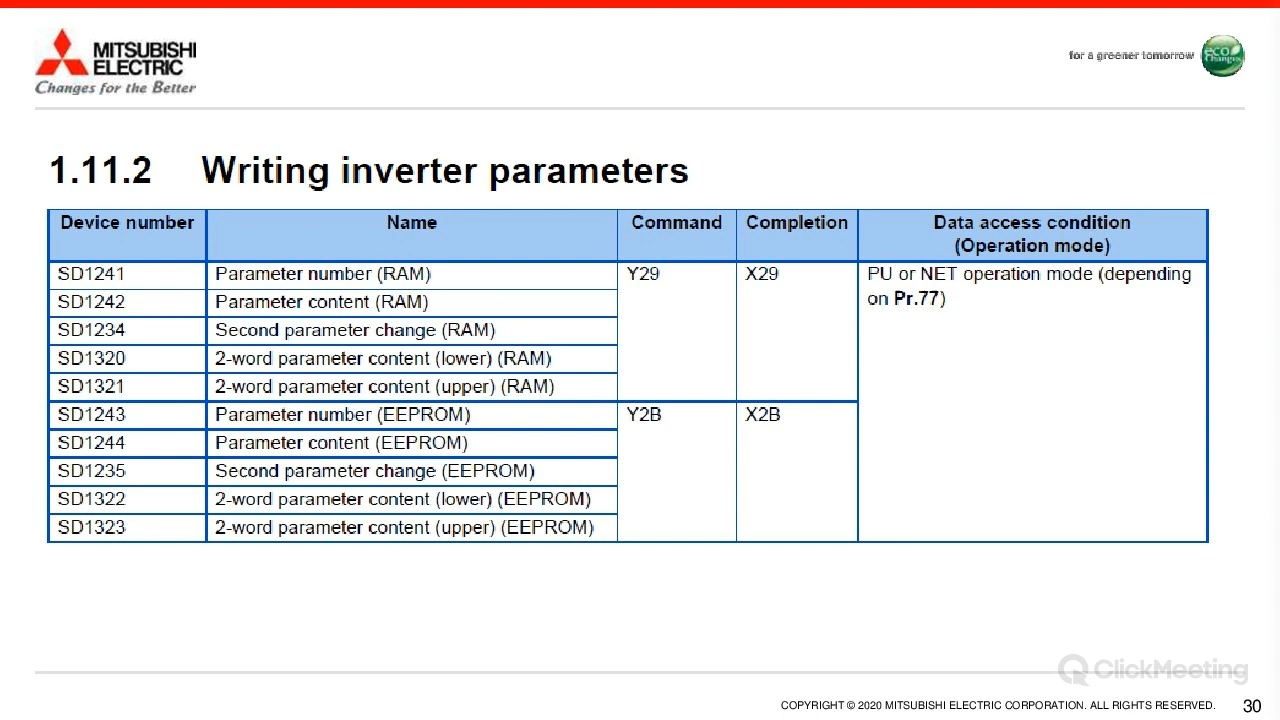 MITSUBISHI
ELECTRIC
Changes for the Better
for a greener tomorrow
eco
Changes
1.11.2 Writing inverter parameters
Device number Name Command Completion Data access condition
(Operation mode)
SD1241 Parameter number (RAM) Y29 X29 PU or NET operation mode (depending
on Pr.77)
SD1242 Parameter content (RAM)
SD1234 Second parameter change (RAM)
SD1320 2-word parameter content (lower) (RAM)
SD1321 2-word parameter content (upper) (RAM)
SD1243 Parameter number (EEPROM) Y2B X2B
SD1244 Parameter content (EEPROM)
SD1235 Second parameter change (EEPROM)
SD1322 2-word parameter content (lower) (EEPROM)
SD1323 2-word parameter content (upper) (EEPROM)
ClickMeeting
COPYRIGHT © 2020 MITSUBISHI ELECTRIC CORPORATION. ALL RIGHTS RESERVED. 30